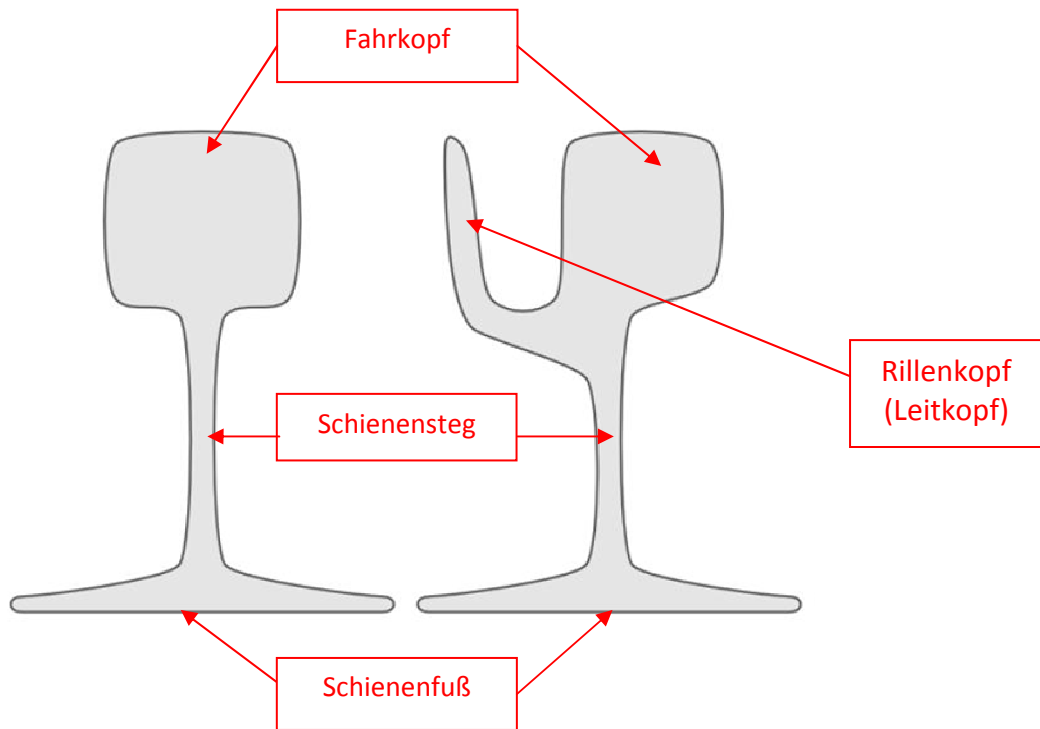 Fahrkopf
Rillenkopf
(Leitkopf)
Schienensteg
Schienenfuß